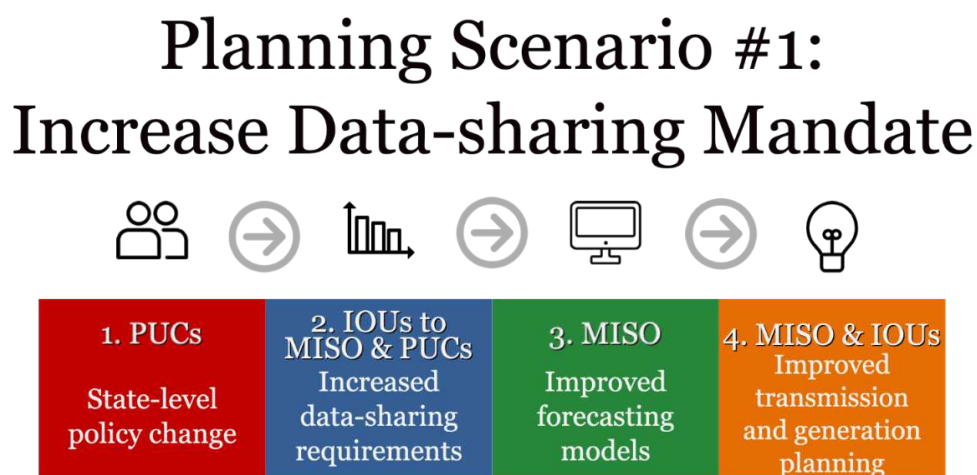 Planning Scenario #1:
Increase Data-sharing Mandate
1. PUCs
State-level
policy change
2. IOUs to
MISO & PUCs
Increased
data-sharing
requirements
3. MISO
Improved
forecasting
models
4. MISO & IOUs
Improved
transmission
and generation
planning